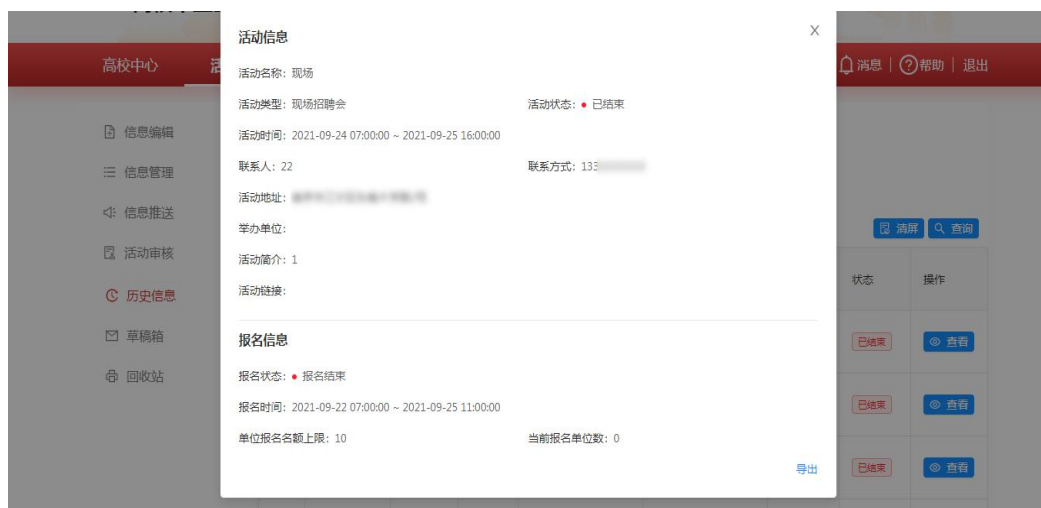 活动信息
X
高校中心
消息 | ?帮助 | 退出
活动名称：现场
活动类型：现场招聘会
活动状态：● 已结束
信息编辑
活动时间：2021-09-24 07:00:00 ~ 2021-09-25 16:00:00
信息管理
联系人：22
联系方式：133
活动地址：
信息推送
举办单位：
清屏
查询
活动审核
活动简介：1
状态
操作
活动链接：
历史信息
草稿箱
报名信息
已结束
查看
回收站
报名状态：● 报名结束
报名时间：2021-09-22 07:00:00 ~ 2021-09-25 11:00:00
已结束
查看
单位报名名额上限：10
当前报名单位数：0
导出
已结束
查看